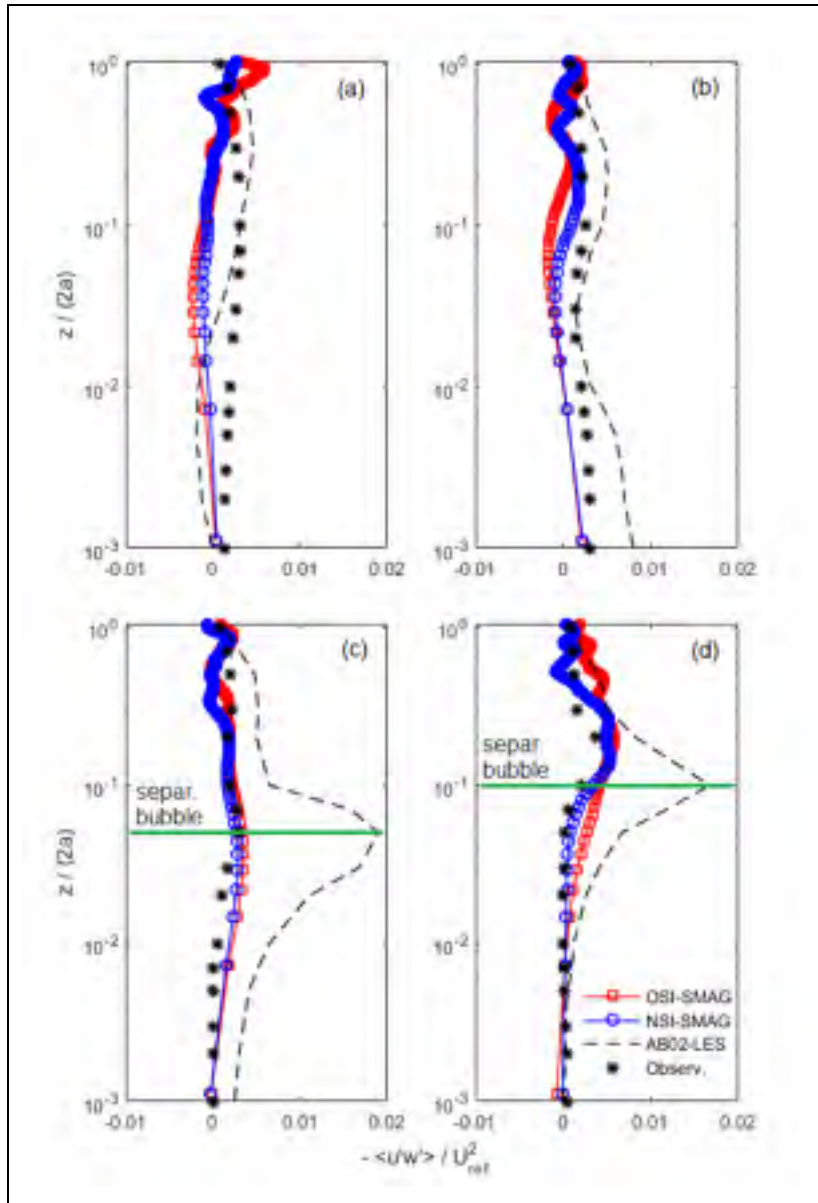 (a)
(b)
10⁰
10⁻¹
10⁻²
10⁻³
z / (2a)
-0.01
0
0.01
0.02
10⁰
10⁻¹
10⁻²
10⁻³
-0.01
0
0.01
0.02
(c)
(d)
10⁰
10⁻¹
10⁻²
10⁻³
z / (2a)
separ.
bubble
-0.01
0
0.01
0.02
10⁰
10⁻¹
10⁻²
10⁻³
separ
bubble
OSI-SMAG
NSI-SMAG
AB02-LES
Observ.
-0.01
0
0.01
0.02
- <u'w'> / U²ref